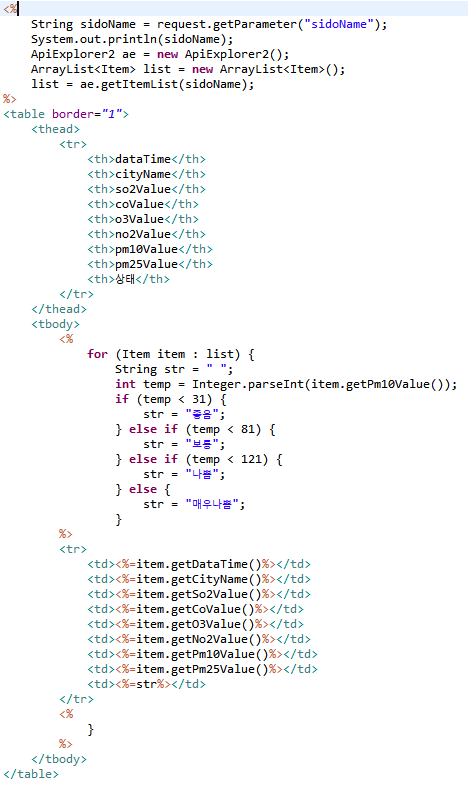 <%
String sidoName = request.getParameter("sidoName");
System.out.println(sidoName);
ApiExplorer2 ae = new ApiExplorer2();
ArrayList<Item> list = new ArrayList<Item>();
list = ae.getItemList(sidoName);
%>
<table border="1">
<thead>
<tr>
<th>dataTime</th>
<th>cityName</th>
<th>so2Value</th>
<th>coValue</th>
<th>o3Value</th>
<th>no2Value</th>
<th>pm10Value</th>
<th>pm25Value</th>
<th>상태</th>
</tr>
</thead>
<tbody>
<%
for (Item item : list) {
String str = " ";
int temp = Integer.parseInt(item.getPm10Value());
if (temp < 31) {
str = "좋음";
} else if (temp < 81) {
str = "보통";
} else if (temp < 121) {
str = "나쁨";
} else {
str = "매우나쁨";
}
%>
<tr>
<td><%=item.getDataTime()%></td>
<td><%=item.getCityName()%></td>
<td><%=item.getSo2Value()%></td>
<td><%=item.getCoValue()%></td>
<td><%=item.getO3Value()%></td>
<td><%=item.getNo2Value()%></td>
<td><%=item.getPm10Value()%></td>
<td><%=item.getPm25Value()%></td>
<td><%=str%></td>
</tr>
<%
}
%>
</tbody>
</table>